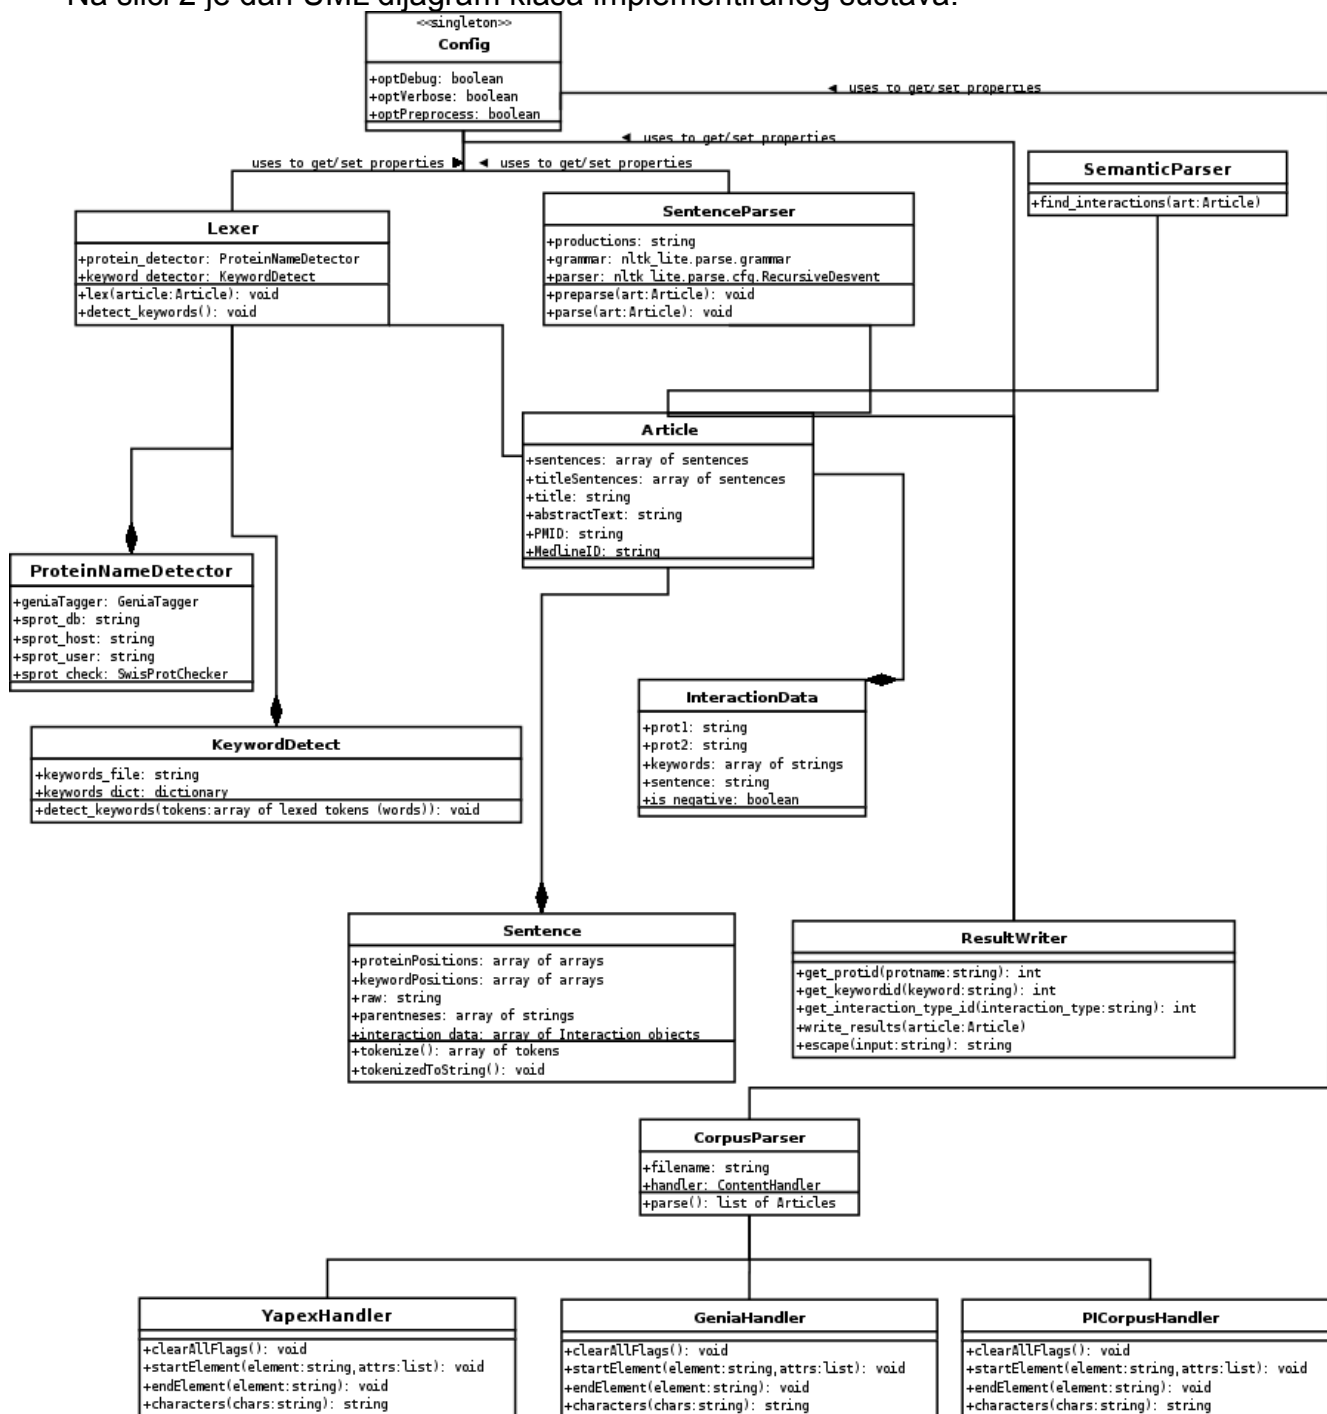 Na slici 2 je dan UML dijagram klasa implementiranog sustava.
<<singleton>>
Config
+optDebug: boolean
+optVerbose: boolean
+optPreprocess: boolean
◄ uses to get/set properties
◄ uses to get/set properties
uses to get/set properties ►
◄ uses to get/set properties
SemanticParser
+find_interactions(art:Article)
Lexer
+protein_detector: ProteinNameDetector
+keyword_detector: KeywordDetect
+lex(article:Article): void
+detect_keywords(): void
SentenceParser
+productions: string
+grammar: nltk_lite.parse.grammar
+parser: nltk_lite.parse.cfg.RecursiveDesvent
+preparse(art:Article): void
+parse(art:Article): void
Article
+sentences: array of sentences
+titleSentences: array of sentences
+title: string
+abstractText: string
+PMID: string
+MedlineID: string
ProteinNameDetector
+geniaTagger: GeniaTagger
+sprot_db: string
+sprot_host: string
+sprot_user: string
+sprot_check: SwisProtChecker
InteractionData
+prot1: string
+prot2: string
+keywords: array of strings
+sentence: string
+is_negative: boolean
KeywordDetect
+keywords_file: string
+keywords_dict: dictionary
+detect_keywords(tokens:array of lexed tokens (words)): void
Sentence
+proteinPositions: array of arrays
+keywordPositions: array of arrays
+raw: string
+parentneses: array of strings
+interaction_data: array of Interaction objects
+tokenize(): array of tokens
+tokenizedToString(): void
ResultWriter
+get_protid(protname:string): int
+get_keywordid(keyword:string): int
+get_interaction_type_id(interaction_type:string): int
+write_results(article:Article)
+escape(input:string): string
CorpusParser
+filename: string
+handler: ContentHandler
+parse(): list of Articles
YapexHandler
+clearAllFlags(): void
+startElement(element:string,attrs:list): void
+endElement(element:string): void
+characters(chars:string): string
GeniaHandler
+clearAllFlags(): void
+startElement(element:string,attrs:list): void
+endElement(element:string): void
+characters(chars:string): string
PICorpusHandler
+clearAllFlags(): void
+startElement(element:string,attrs:list): void
+endElement(element:string): void
+characters(chars:string): string